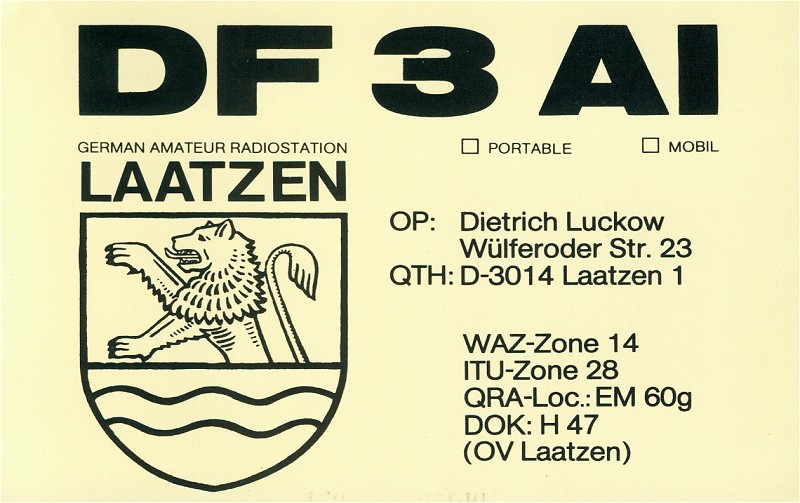 DF 3 AI
GERMAN AMATEUR RADIOSTATION
☐ PORTABLE ☐ MOBIL
LAATZEN
OP: Dietrich Luckow
Wülferoder Str. 23
QTH: D-3014 Laatzen 1
WAZ-Zone 14
ITU-Zone 28
QRA-Loc.: EM 60g
DOK: H 47
(OV Laatzen)